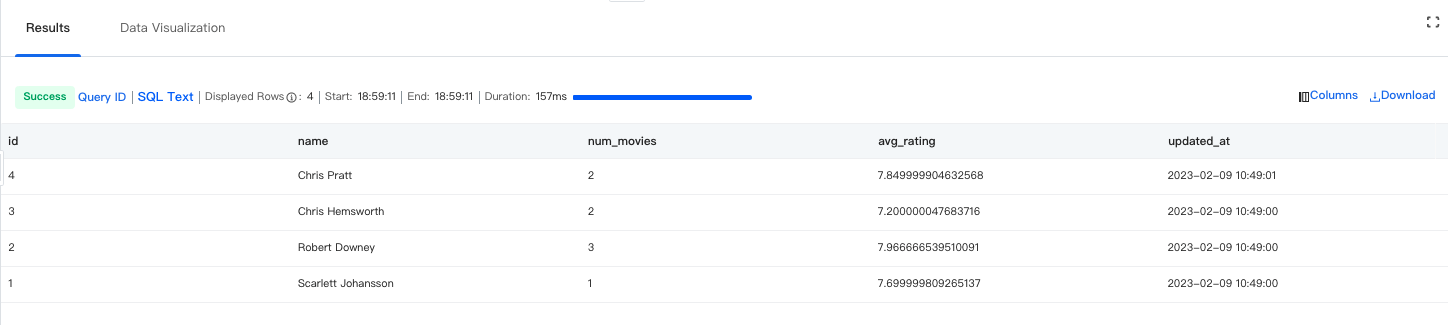 Results Data Visualization
Success Query ID | SQL Text | Displayed Rows : 4 | Start: 18:59:11 | End: 18:59:11 | Duration: 157ms Columns Download
id name num_movies avg_rating updated_at
4 Chris Pratt 2 7.849999904632568 2023-02-09 10:49:01
3 Chris Hemsworth 2 7.200000047683716 2023-02-09 10:49:00
2 Robert Downey 3 7.966666539510091 2023-02-09 10:49:00
1 Scarlett Johansson 1 7.699999809265137 2023-02-09 10:49:00